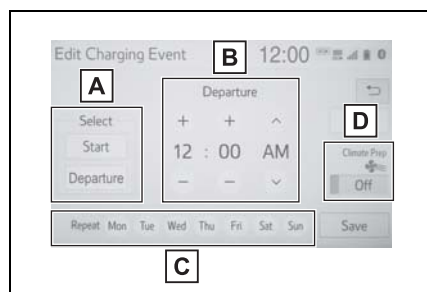 Edit Charging Event
B
12:00
A
Departure
Select
+ + ^
D
Start
12 : 00 AM
Climate Prep
Departure
− −
Off
Repeat Mon Tue Wed Thu Fri Sat Sun
Save
C